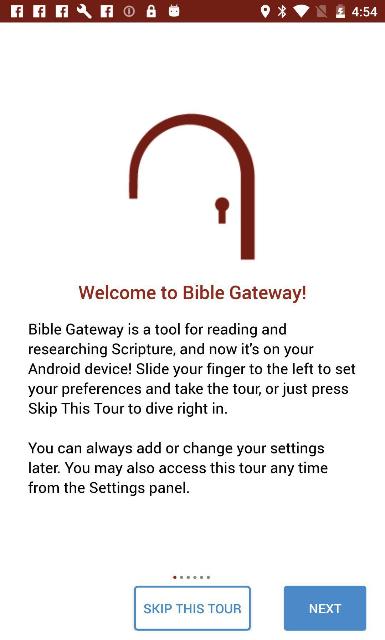 4:54
Welcome to Bible Gateway!
Bible Gateway is a tool for reading and
researching Scripture, and now it's on your
Android device! Slide your finger to the left to set
your preferences and take the tour, or just press
Skip This Tour to dive right in.
You can always add or change your settings
later. You may also access this tour any time
from the Settings panel.
SKIP THIS TOUR
NEXT